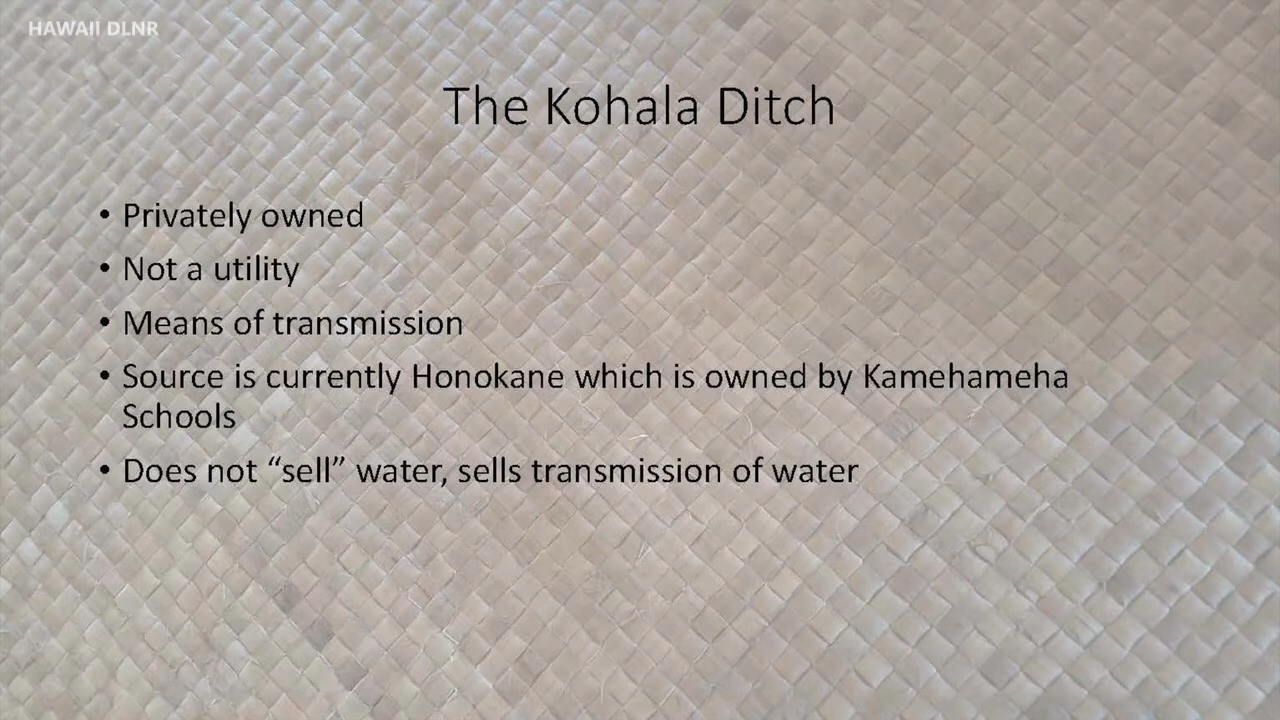 HAWAII DLNR
The Kohala Ditch
• Privately owned
• Not a utility
• Means of transmission
• Source is currently Honokane which is owned by Kamehameha
Schools
• Does not “sell” water, sells transmission of water